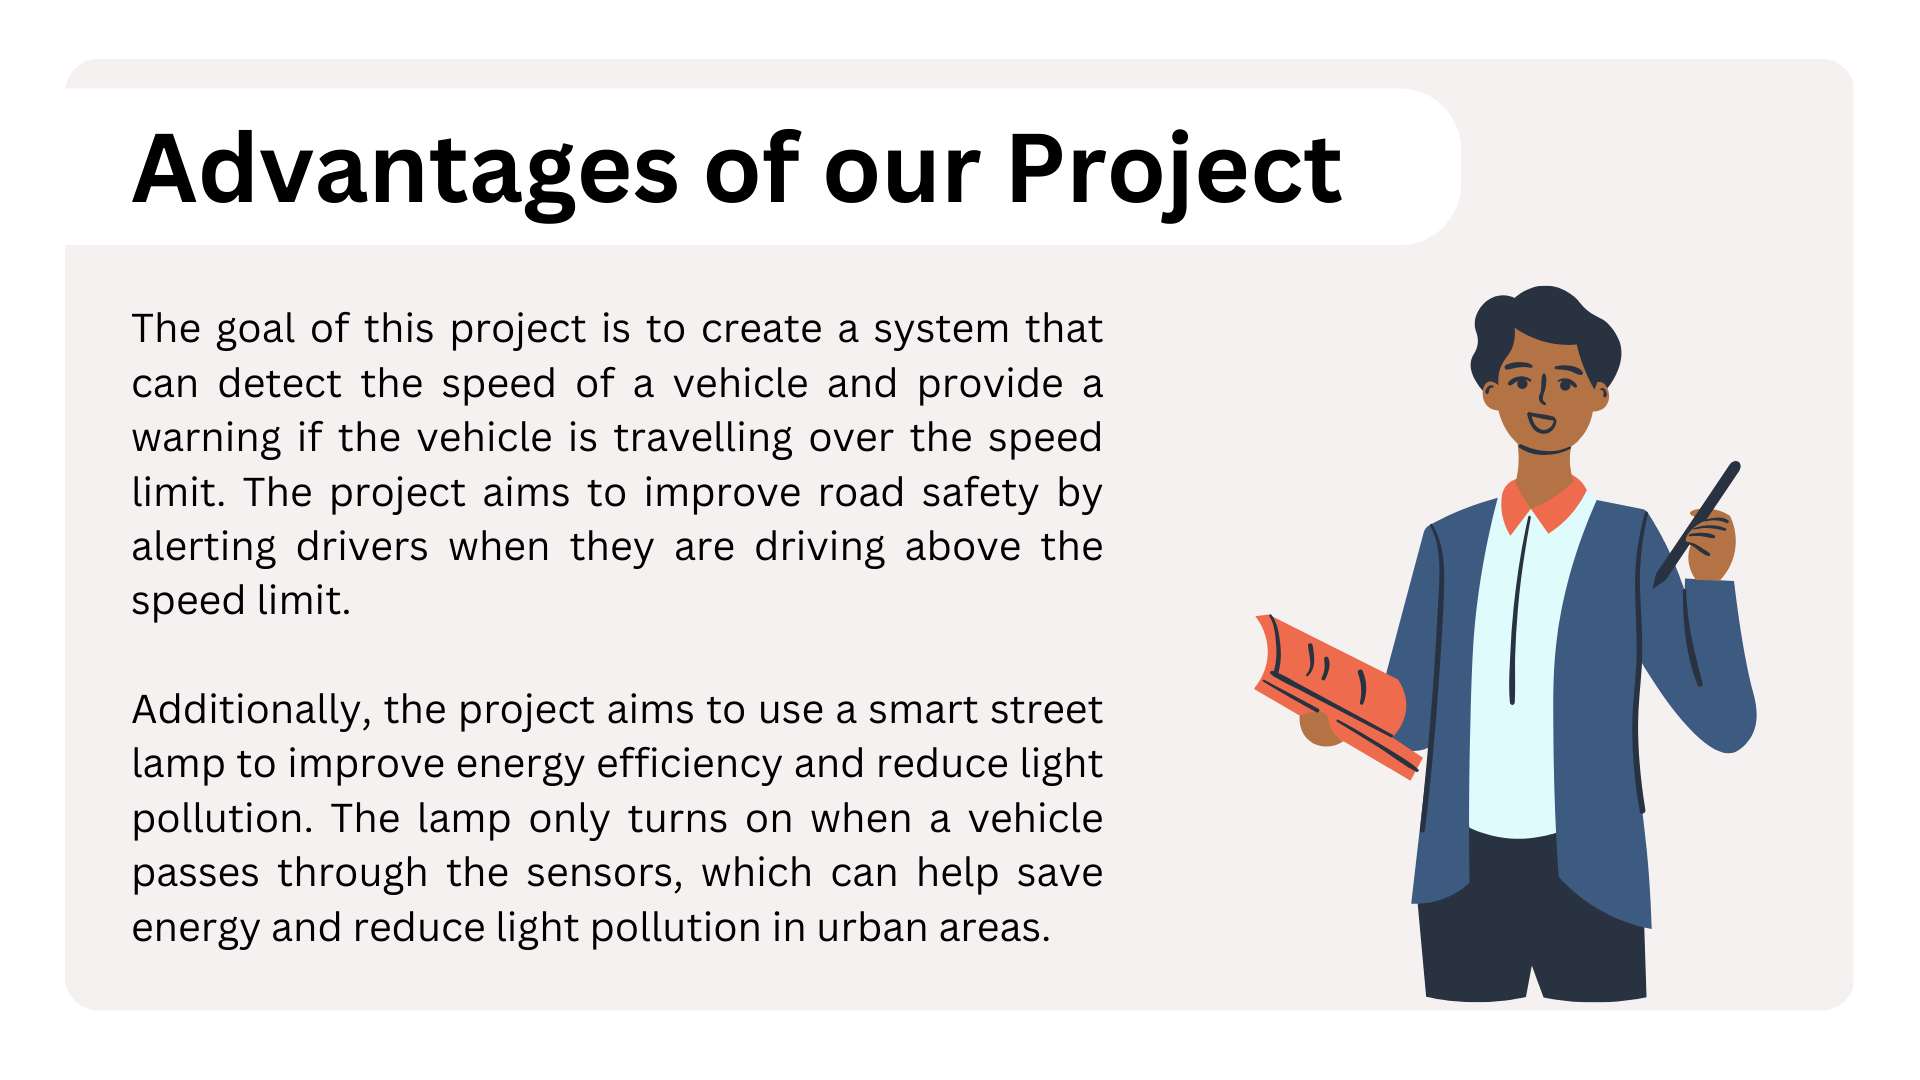 Advantages of our Project
The goal of this project is to create a system that
can detect the speed of a vehicle and provide a
warning if the vehicle is travelling over the speed
limit. The project aims to improve road safety by
alerting drivers when they are driving above the
speed limit.
Additionally, the project aims to use a smart street
lamp to improve energy efficiency and reduce light
pollution. The lamp only turns on when a vehicle
passes through the sensors, which can help save
energy and reduce light pollution in urban areas.